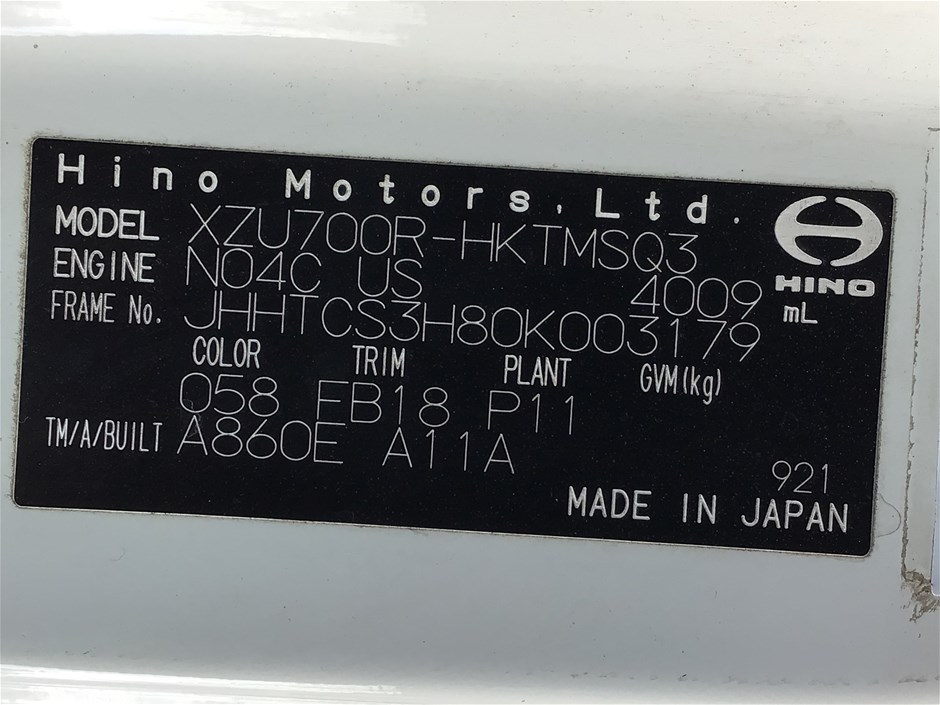 Hino Motors, Ltd.
MODEL XZU700R-HKTMSQ3
ENGINE N04C US 4009 mL
FRAME No. JHHTCS3H80K003179
COLOR TRIM PLANT GVM(kg)
058 FB18 P11
TM/A/BUILT A860E A11A
921
MADE IN JAPAN
HINO